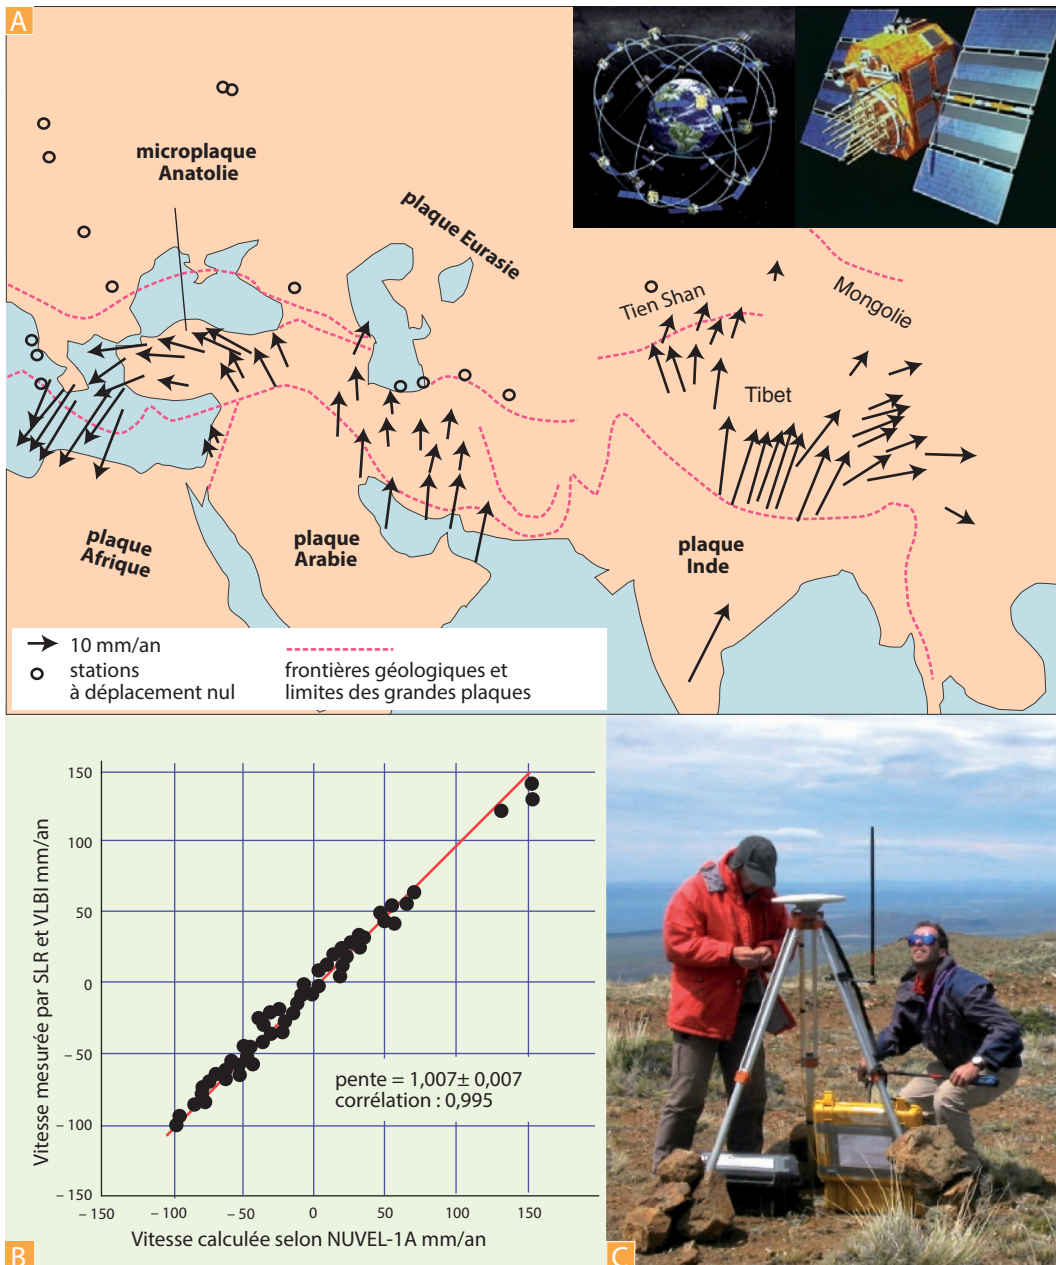 A
microplaque
Anatolie
plaque Eurasie
Tien Shan
Mongolie
Tibet
plaque
Afrique
plaque
Arabie
plaque
Inde
10 mm/an
stations
à déplacement nul
frontières géologiques et
limites des grandes plaques
Vitesse mesurée par SLR et VLBI mm/an
150
100
50
0
– 50
– 100
– 150
pente = 1,007± 0,007
corrélation : 0,995
– 150
– 100
– 50
0
50
100
150
Vitesse calculée selon NUVEL-1A mm/an
B
C